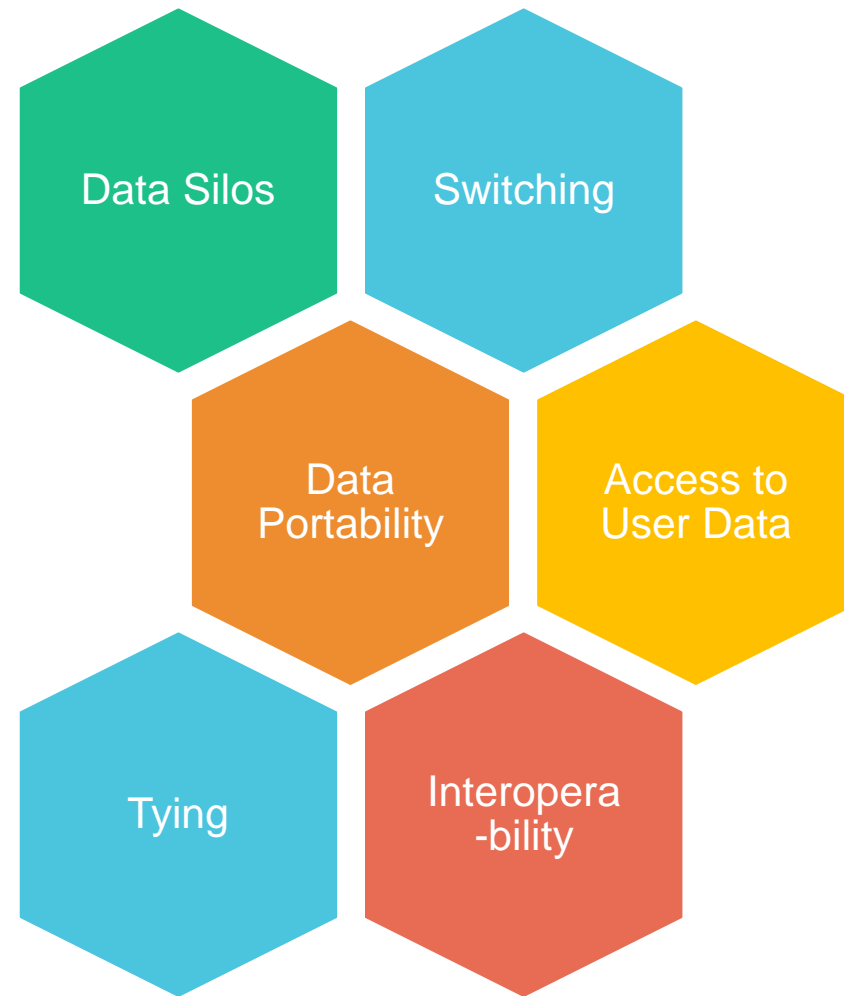 Data Silos
Switching
Data
Portability
Access to
User Data
Tying
Interopera
-bility